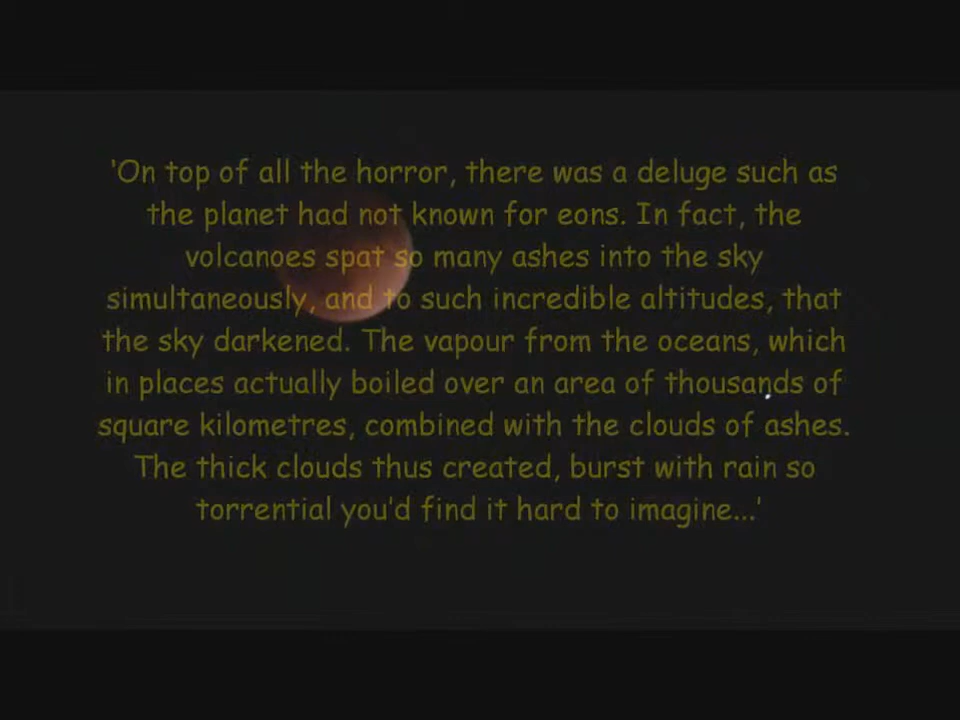 ‘On top of all the horror, there was a deluge such as
the planet had not known for eons. In fact, the
volcanoes spat so many ashes into the sky
simultaneously, and to such incredible altitudes, that
the sky darkened. The vapour from the oceans, which
in places actually boiled over an area of thousands of
square kilometres, combined with the clouds of ashes.
The thick clouds thus created, burst with rain so
torrential you’d find it hard to imagine...’